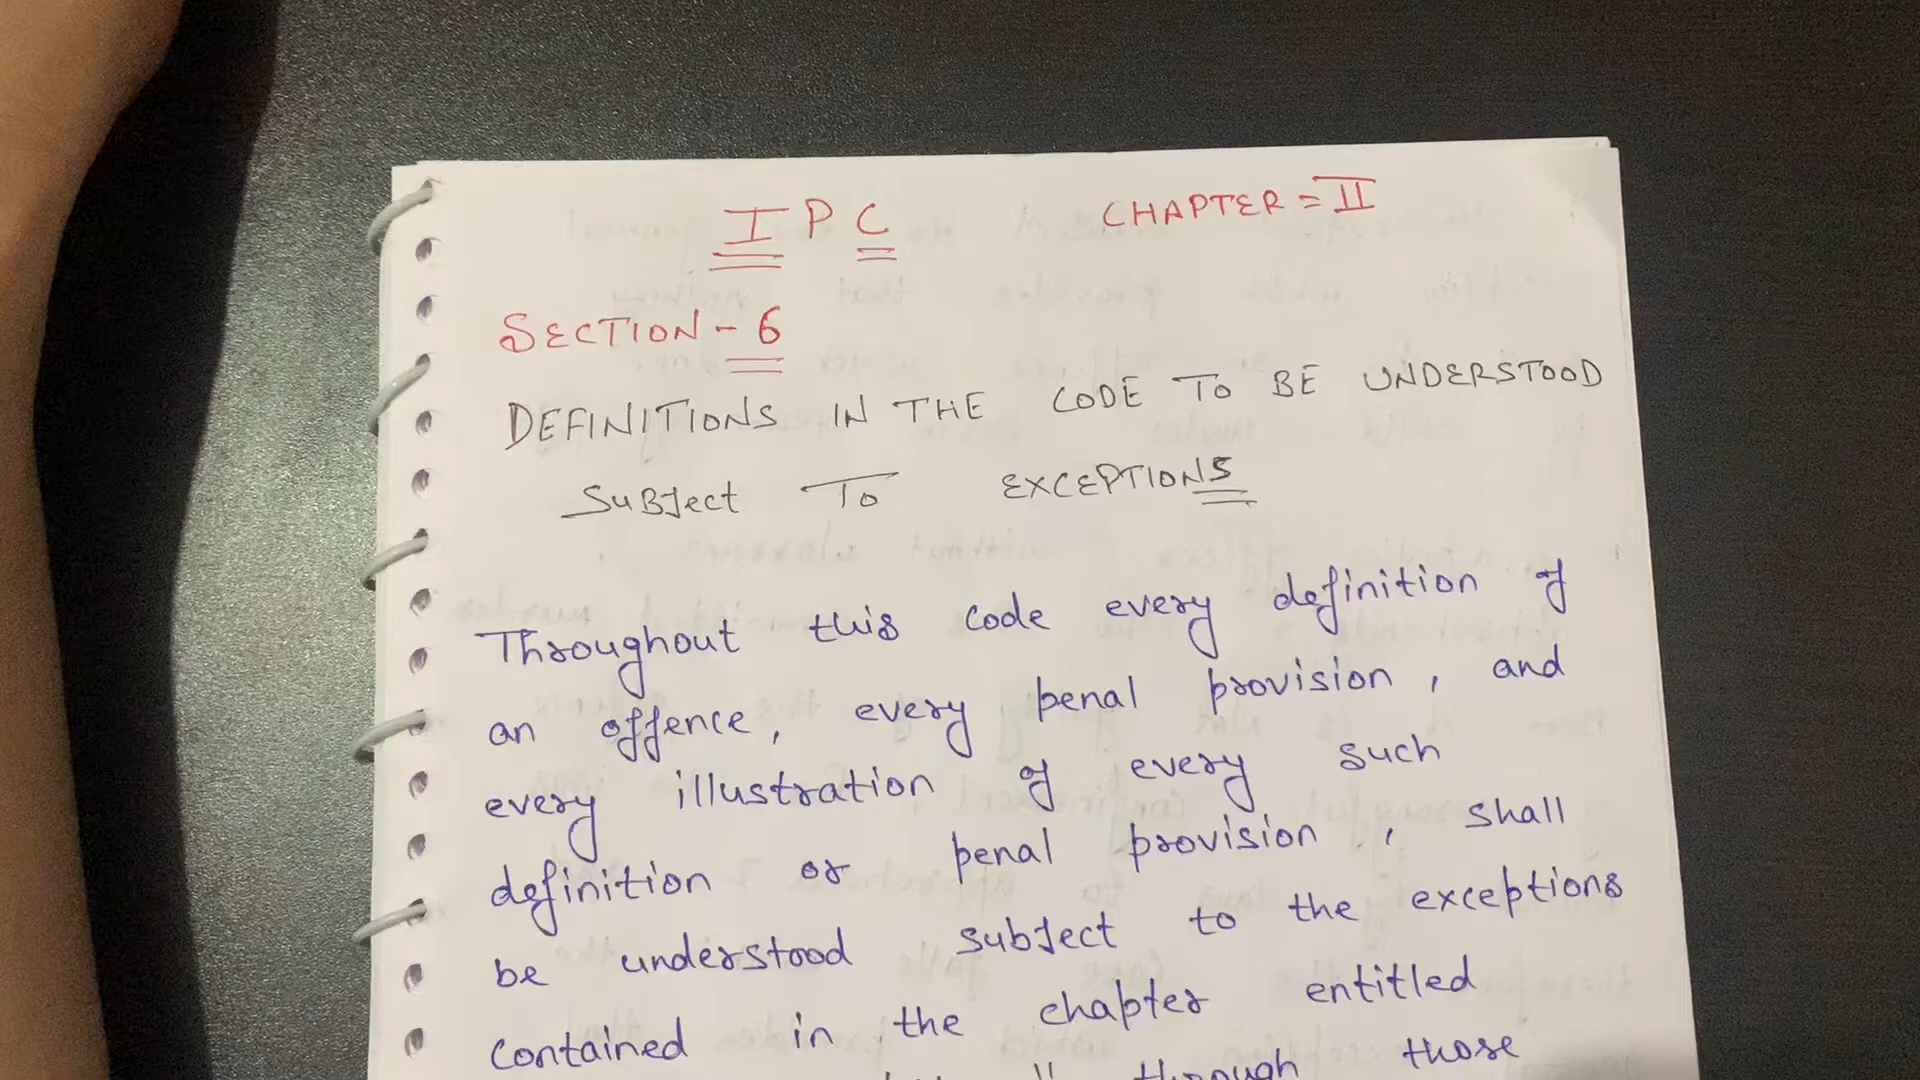 IPC CHAPTER = II
SECTION - 6
DEFINITIONS IN THE CODE TO BE UNDERSTOOD
SUBJect TO EXCEPTIONS
Throughout this Code every definition of
an offence, every penal provision, and
every illustration of every such
definition or penal provision, shall
be understood subject to the exceptions
contained in the chapter entitled
through those